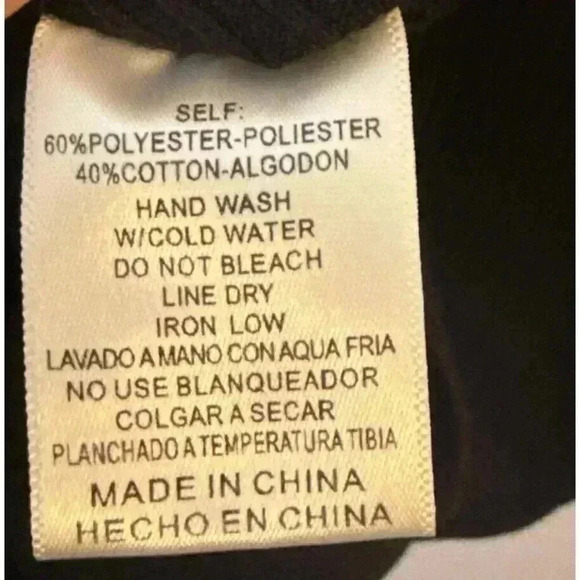 SELF:
60%POLYESTER-POLIESTER
40%COTTON-ALGODON
HAND WASH
W/COLD WATER
DO NOT BLEACH
LINE DRY
IRON LOW
LAVADO A MANO CON AQUA FRIA
NO USE BLANQUEADOR
COLGAR A SECAR
PLANCHADO A TEMPERATURA TIBIA
MADE IN CHINA
HECHO EN CHINA